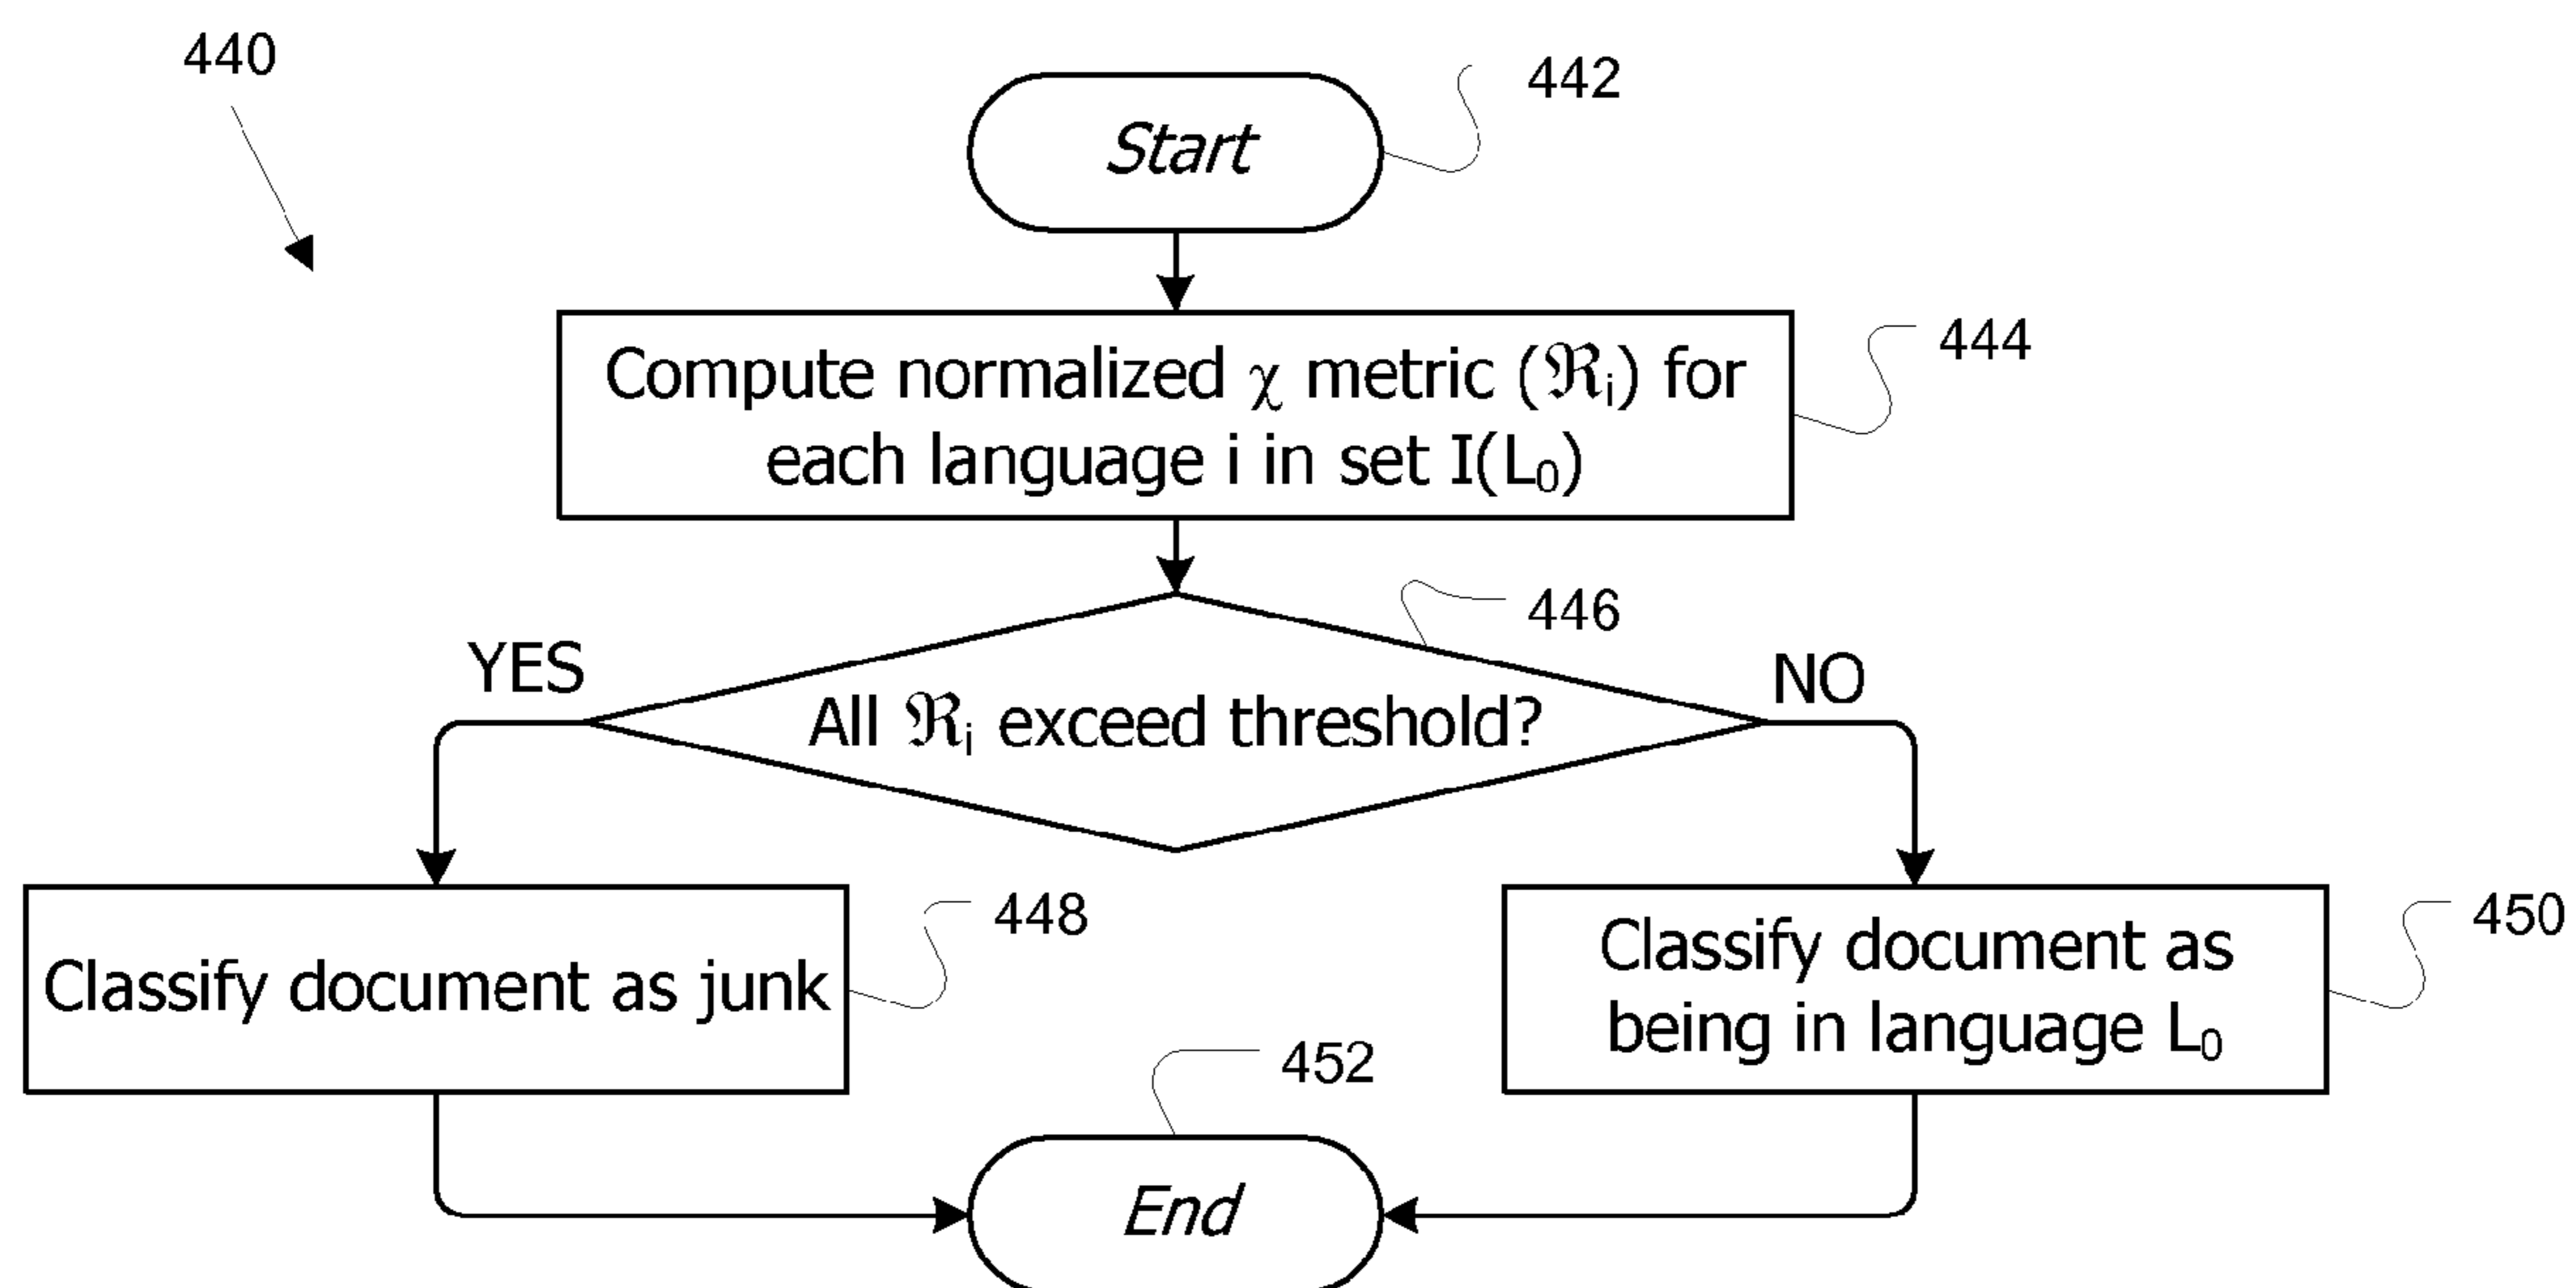 440
Start
442
Compute normalized χ metric (ℜi) for
each language i in set I(L0)
444
446
YES
NO
All ℜi exceed threshold?
Classify document as junk
448
Classify document as
being in language L0
450
452
End